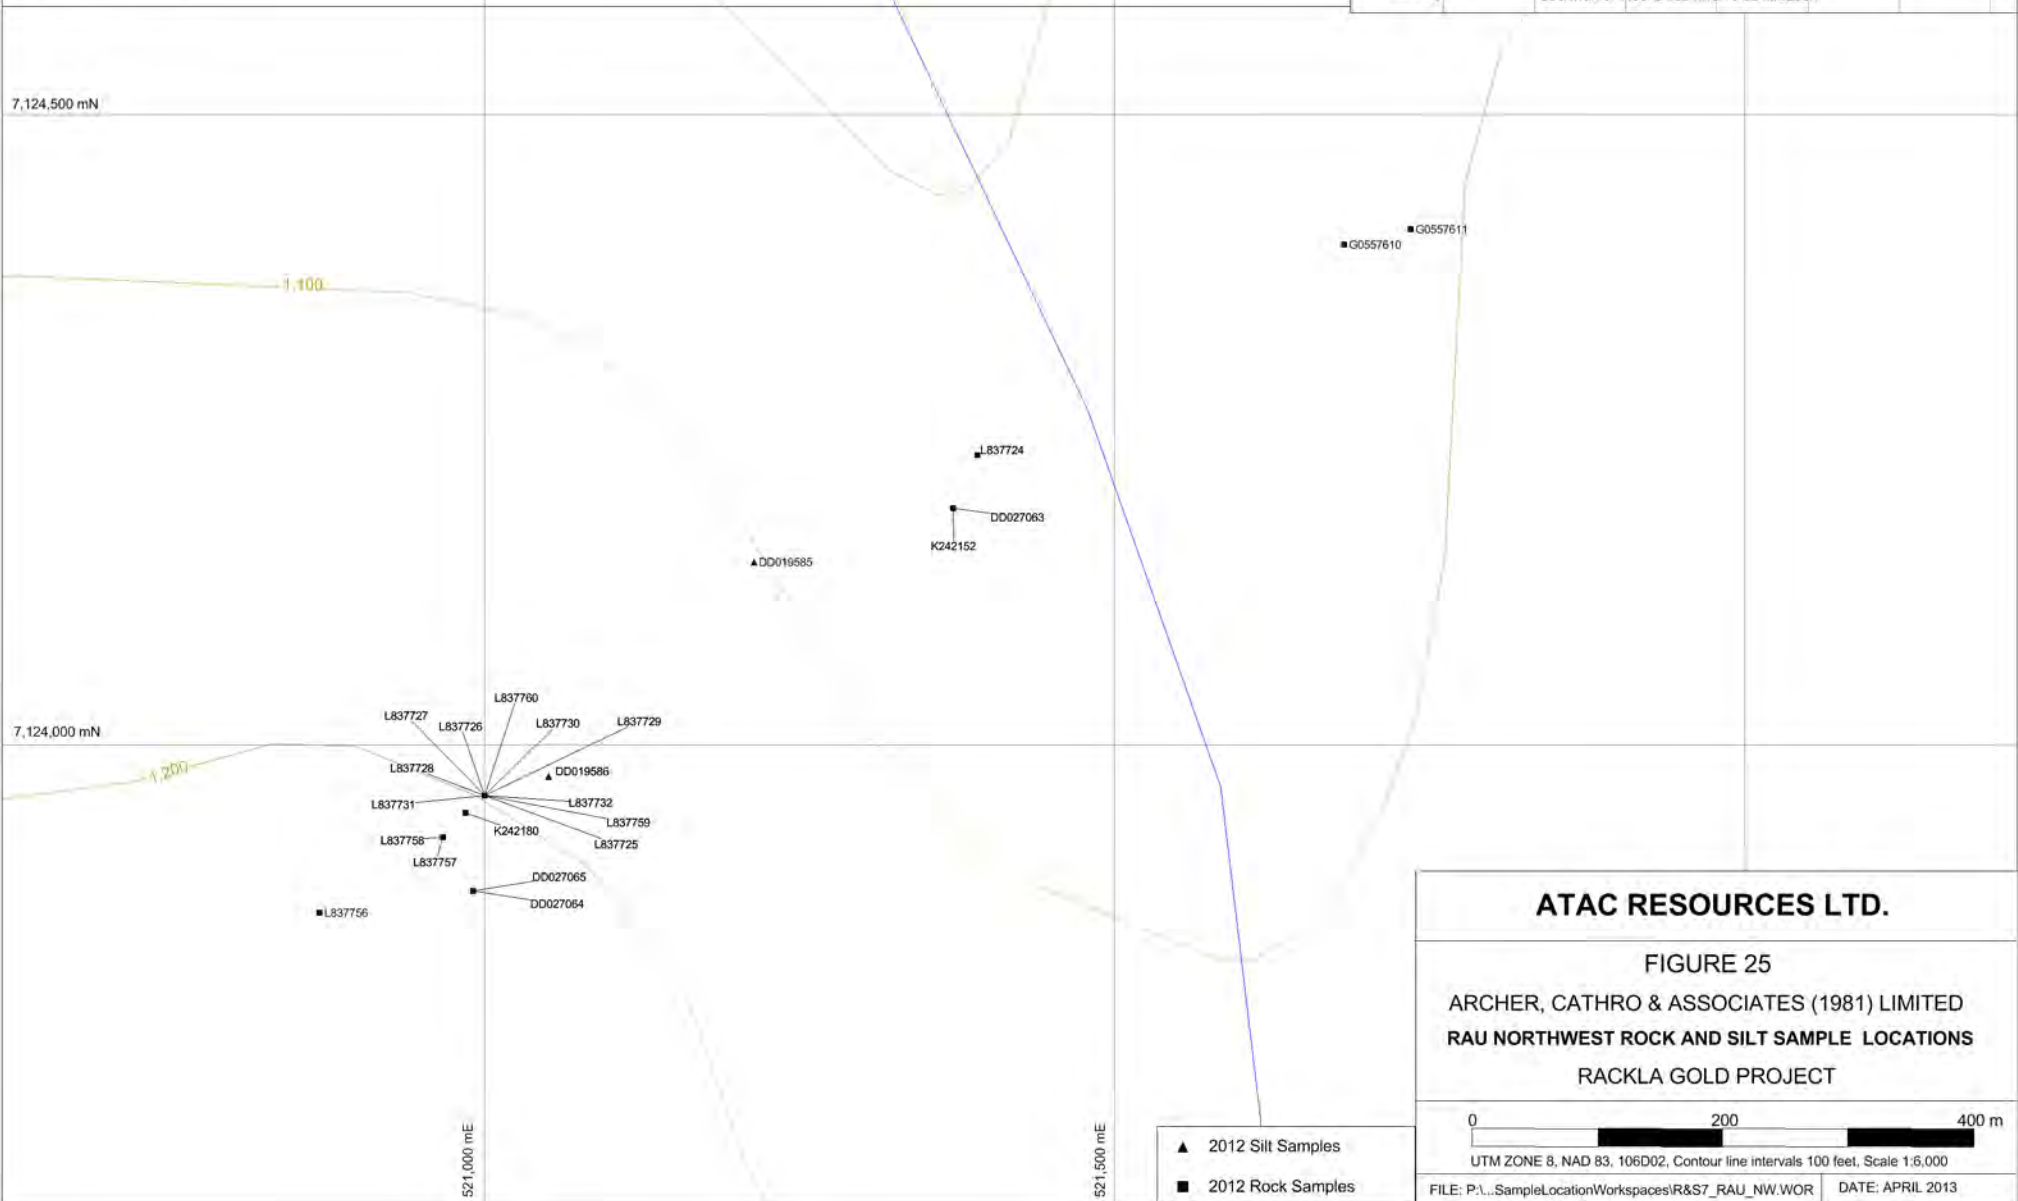 7,124,500 mN
G0557611
G0557610
1,100
L837724
DD027063
K242152
DD019585
L837760
L837727
L837726
L837730
L837729
7,124,000 mN
1,200
L837728
DD019586
L837731
L837732
K242180
L837759
L837758
L837725
L837757
DD027065
DD027064
L837756
521,000 mE
521,500 mE
2012 Silt Samples
2012 Rock Samples
ATAC RESOURCES LTD.
FIGURE 25
ARCHER, CATHRO & ASSOCIATES (1981) LIMITED
RAU NORTHWEST ROCK AND SILT SAMPLE LOCATIONS
RACKLA GOLD PROJECT
0 200 400 m
UTM ZONE 8, NAD 83, 106D02, Contour line intervals 100 feet, Scale 1:6,000
FILE: P:\...SampleLocationWorkspaces\R&S7_RAU_NW.WOR
DATE: APRIL 2013